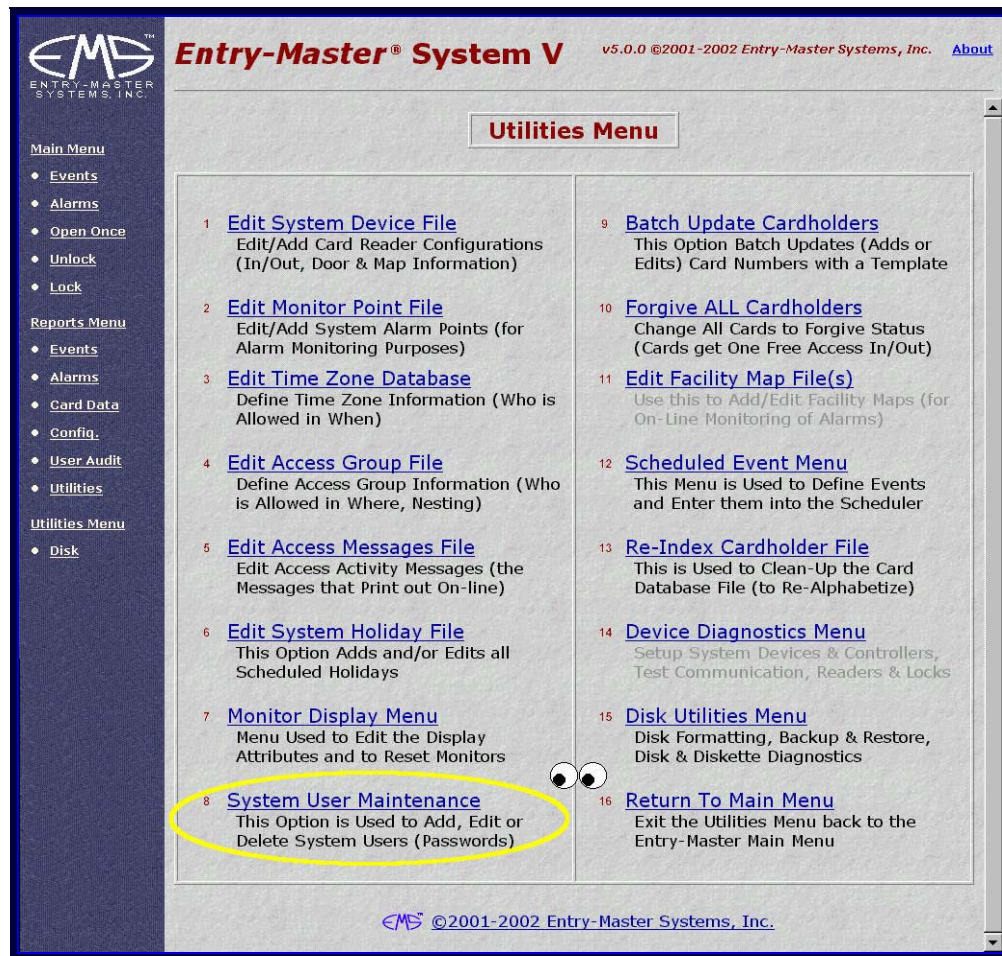 EMS™
ENTRY-MASTER
SYSTEMS, INC.
Entry-Master® System V
v5.0.0 ©2001-2002 Entry-Master Systems, Inc.
About
Main Menu
Events
Alarms
Open Once
Unlock
Lock
Reports Menu
Events
Alarms
Card Data
Config.
User Audit
Utilities
Utilities Menu
Disk
Utilities Menu
1 Edit System Device File
Edit/Add Card Reader Configurations
(In/Out, Door & Map Information)
2 Edit Monitor Point File
Edit/Add System Alarm Points (for
Alarm Monitoring Purposes)
3 Edit Time Zone Database
Define Time Zone Information (Who is
Allowed in When)
4 Edit Access Group File
Define Access Group Information (Who
is Allowed in Where, Nesting)
5 Edit Access Messages File
Edit Access Activity Messages (the
Messages that Print out On-line)
6 Edit System Holiday File
This Option Adds and/or Edits all
Scheduled Holidays
7 Monitor Display Menu
Menu Used to Edit the Display
Attributes and to Reset Monitors
8 System User Maintenance
This Option is Used to Add, Edit or
Delete System Users (Passwords)
9 Batch Update Cardholders
This Option Batch Updates (Adds or
Edits) Card Numbers with a Template
10 Forgive ALL Cardholders
Change All Cards to Forgive Status
(Cards get One Free Access In/Out)
11 Edit Facility Map File(s)
Use this to Add/Edit Facility Maps (for
On-Line Monitoring of Alarms)
12 Scheduled Event Menu
This Menu is Used to Define Events
and Enter them into the Scheduler
13 Re-Index Cardholder File
This is Used to Clean-Up the Card
Database File (to Re-Alphabetize)
14 Device Diagnostics Menu
Setup System Devices & Controllers,
Test Communication, Readers & Locks
15 Disk Utilities Menu
Disk Formatting, Backup & Restore,
Disk & Diskette Diagnostics
16 Return To Main Menu
Exit the Utilities Menu back to the
Entry-Master Main Menu
EMS™ ©2001-2002 Entry-Master Systems, Inc.